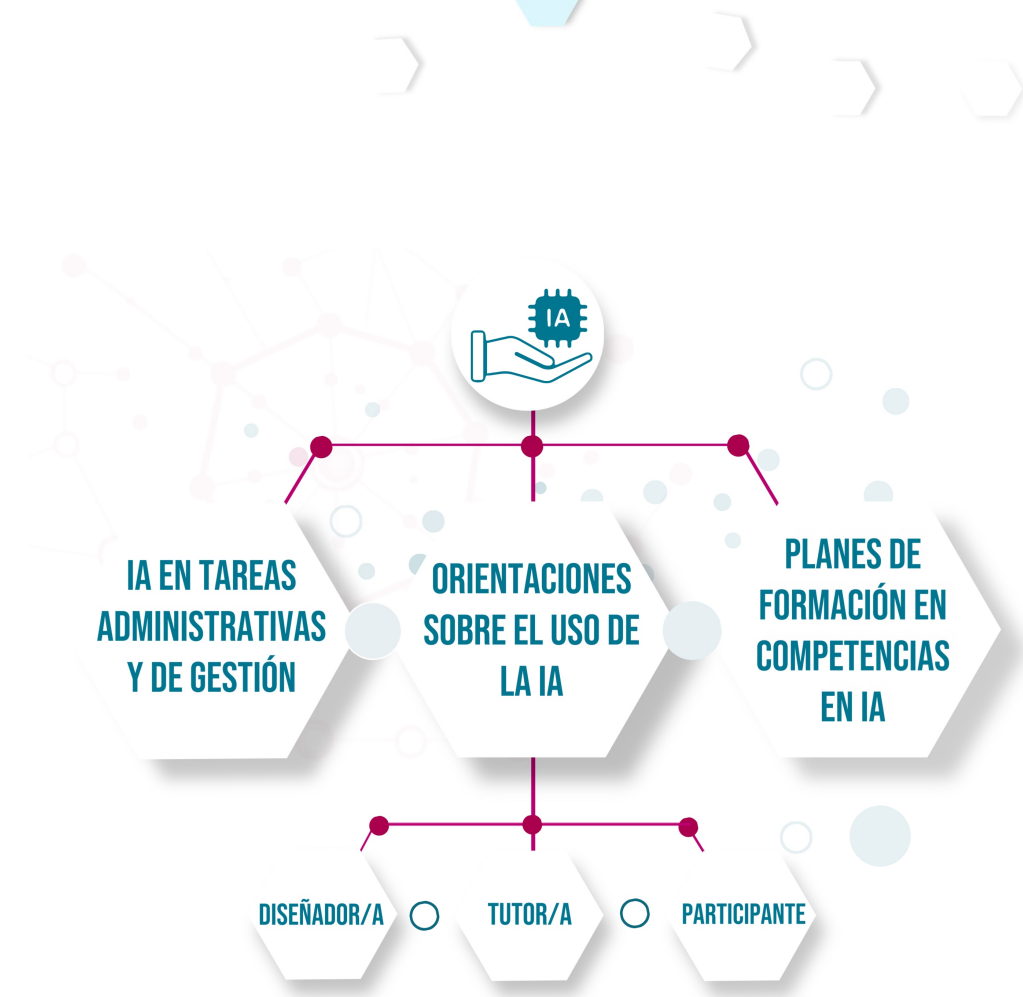 IA
IA EN TAREAS
ADMINISTRATIVAS
Y DE GESTIÓN
ORIENTACIONES
SOBRE EL USO DE
LA IA
PLANES DE
FORMACIÓN EN
COMPETENCIAS
EN IA
DISEÑADOR/A
TUTOR/A
PARTICIPANTE